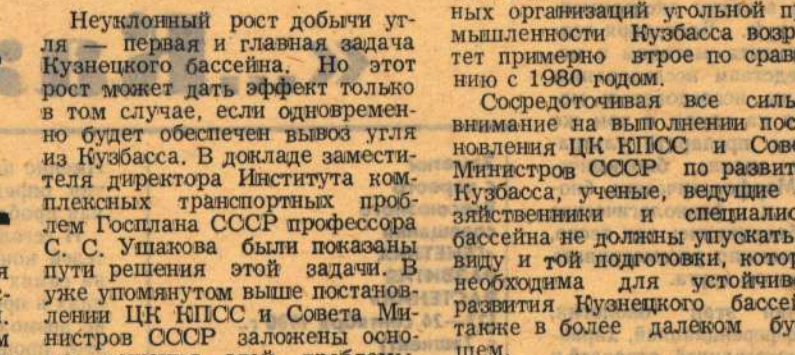 Неуклонный рост добычи уг-
ля — первая и главная задача
Кузнецкого бассейна. Но этот
рост может дать эффект только
в том случае, если одновремен-
но будет обеспечен вывоз угля
из Кузбасса. В докладе замести-
теля директора Института ком-
плексных транспортных проб-
лем Госплана СССР профессора
С. С. Ушакова были показаны
пути решения этой задачи. В
уже упомянутом выше постанов-
лении ЦК КПСС и Совета Ми-
нистров СССР заложены осно-
ных организаций угольной п
мышленности Кузбасса возр
тет примерно втрое по срав
нию с 1980 годом.
Сосредоточивая все силы
внимание на выполнении пос
новления ЦК КПСС и Сове
Министров СССР по развит
Кузбасса, ученые, ведущие
зяйственники и специалис
бассейна не должны упускать
виду и той подготовки, котор
необходима для устойчив
развития Кузнецкого бассей
также в более далеком бу
щем.